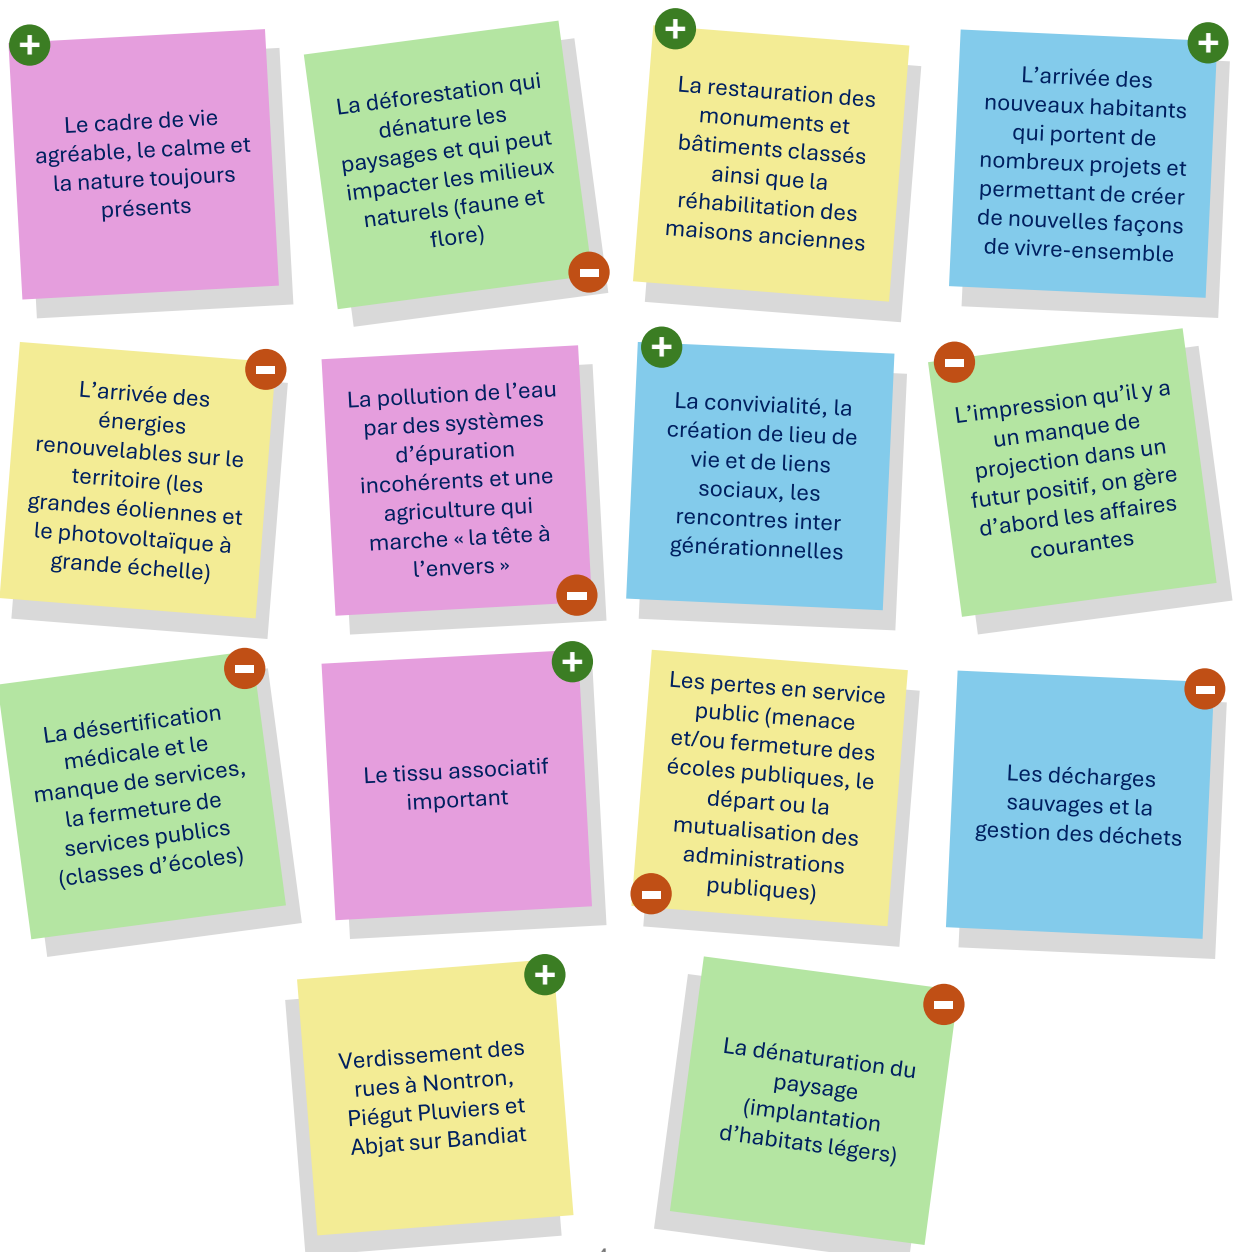 Le cadre de vie
agréable, le calme et
la nature toujours
présents
La déforestation qui
dénature les
paysages et qui peut
impacter les milieux
naturels (faune et
flore)
La restauration des
monuments et
bâtiments classés
ainsi que la
réhabilitation des
maisons anciennes
L’arrivée des
nouveaux habitants
qui portent de
nombreux projets et
permettant de créer
de nouvelles façons
de vivre-ensemble
L’arrivée des
énergies
renouvelables sur le
territoire (les
grandes éoliennes et
le photovoltaïque à
grande échelle)
La pollution de l’eau
par des systèmes
d’épuration
incohérents et une
agriculture qui
marche « la tête à
l’envers »
La convivialité, la
création de lieu de
vie et de liens
sociaux, les
rencontres inter
générationnelles
L’impression qu’il y a
un manque de
projection dans un
futur positif, on gère
d’abord les affaires
courantes
La désertification
médicale et le
manque de services,
la fermeture de
services publics
(classes d’écoles)
Le tissu associatif
important
Les pertes en service
public (menace
et/ou fermeture des
écoles publiques, le
départ ou la
mutualisation des
administrations
publiques)
Les décharges
sauvages et la
gestion des déchets
Verdissement des
rues à Nontron,
Piégut Pluviers et
Abjat sur Bandiat
La dénaturation du
paysage
(implantation
d’habitats légers)